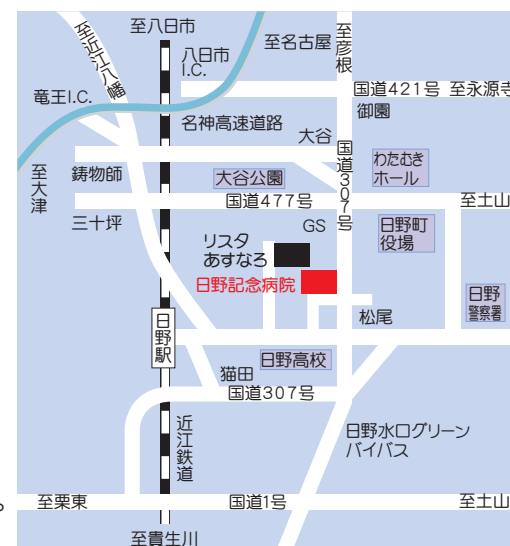 至八日市
至近江八幡
八日市
I.C.
至名古屋
至彦根
国道421号
至永源寺
竜王I.C.
御園
名神高速道路
大谷
国道307号
わたむき
ホール
至大津
鋳物師
大谷公園
国道477号
至土山
三十坪
GS
日野町
役場
リスタ
あすなろ
日野記念病院
日野
警察署
松尾
日野駅
日野高校
猫田
国道307号
近江鉄道
日野水口グリーン
バイパス
至栗東
国道1号
至土山
至貴生川